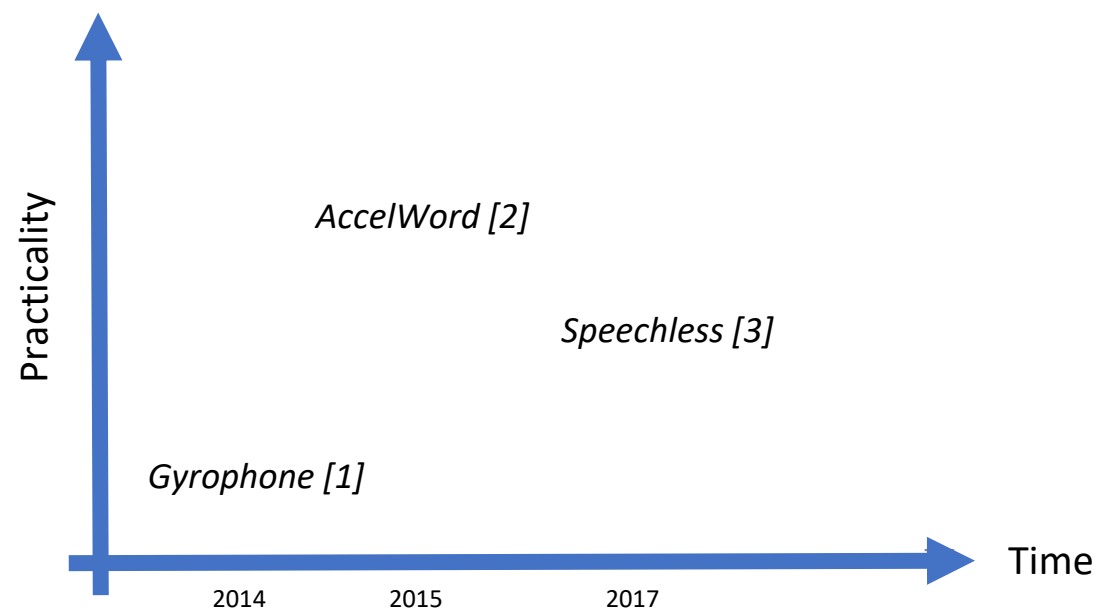 Practicality
AccelWord [2]
Speechless [3]
Gyrophone [1]
Time
2014
2015
2017